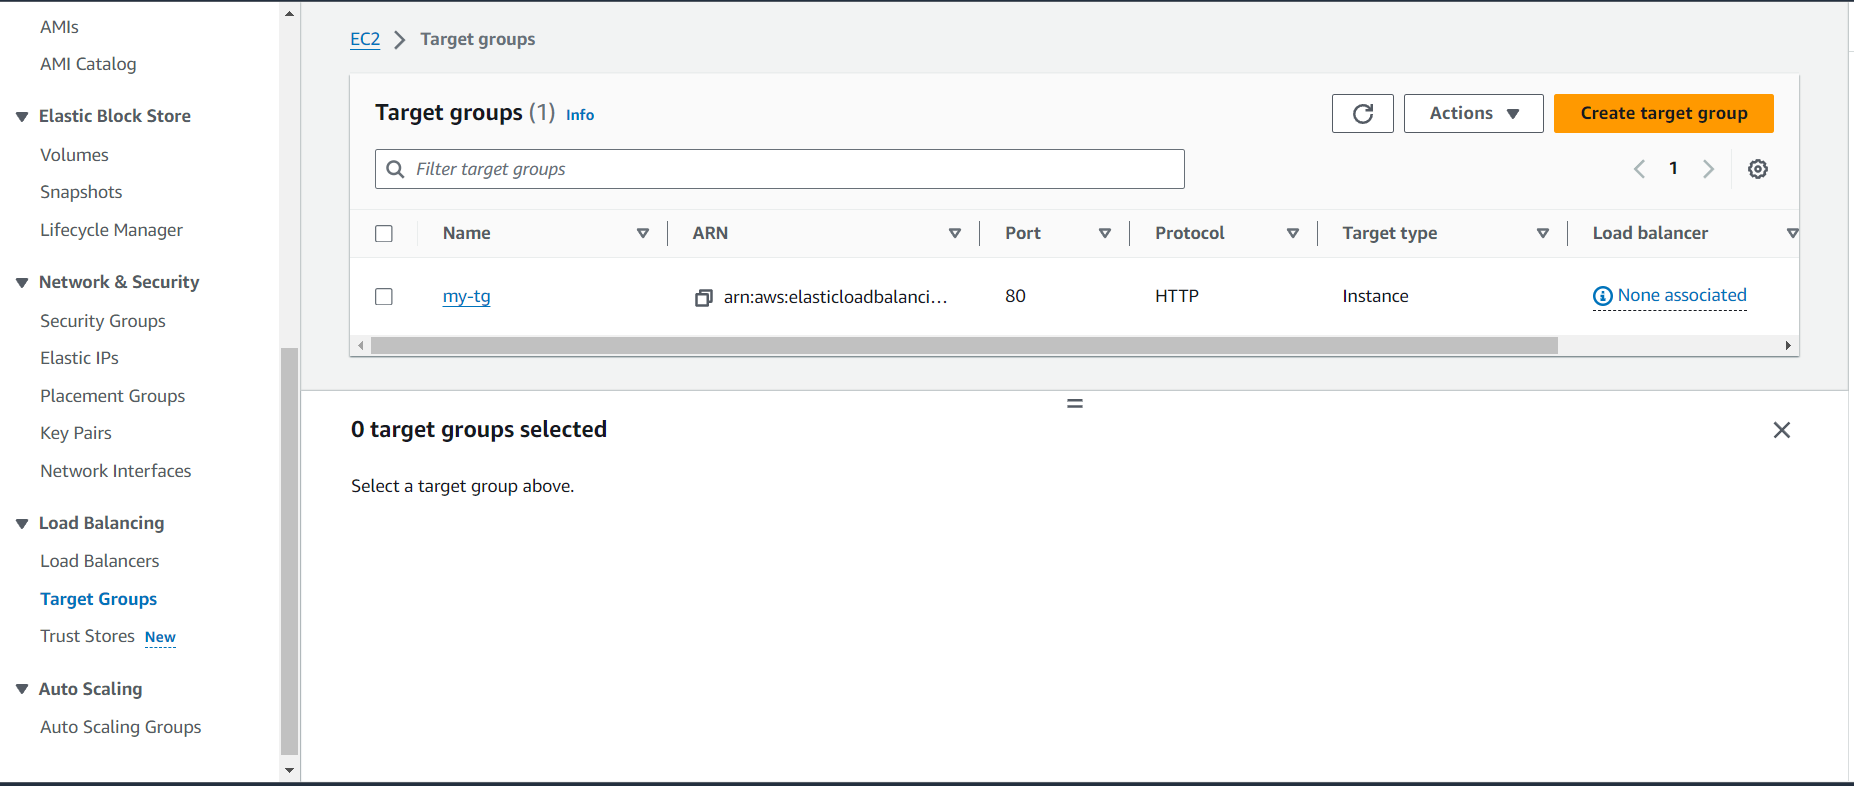 AMIs
AMI Catalog
Elastic Block Store
Volumes
Snapshots
Lifecycle Manager
Network & Security
Security Groups
Elastic IPs
Placement Groups
Key Pairs
Network Interfaces
Load Balancing
Load Balancers
Target Groups
Trust Stores New
Auto Scaling
Auto Scaling Groups
EC2 Target groups
Target groups (1) Info
Actions
Create target group
Filter target groups
1
Name ARN Port Protocol Target type Load balancer
my-tg arn:aws:elasticloadbalanci... 80 HTTP Instance None associated
0 target groups selected
Select a target group above.